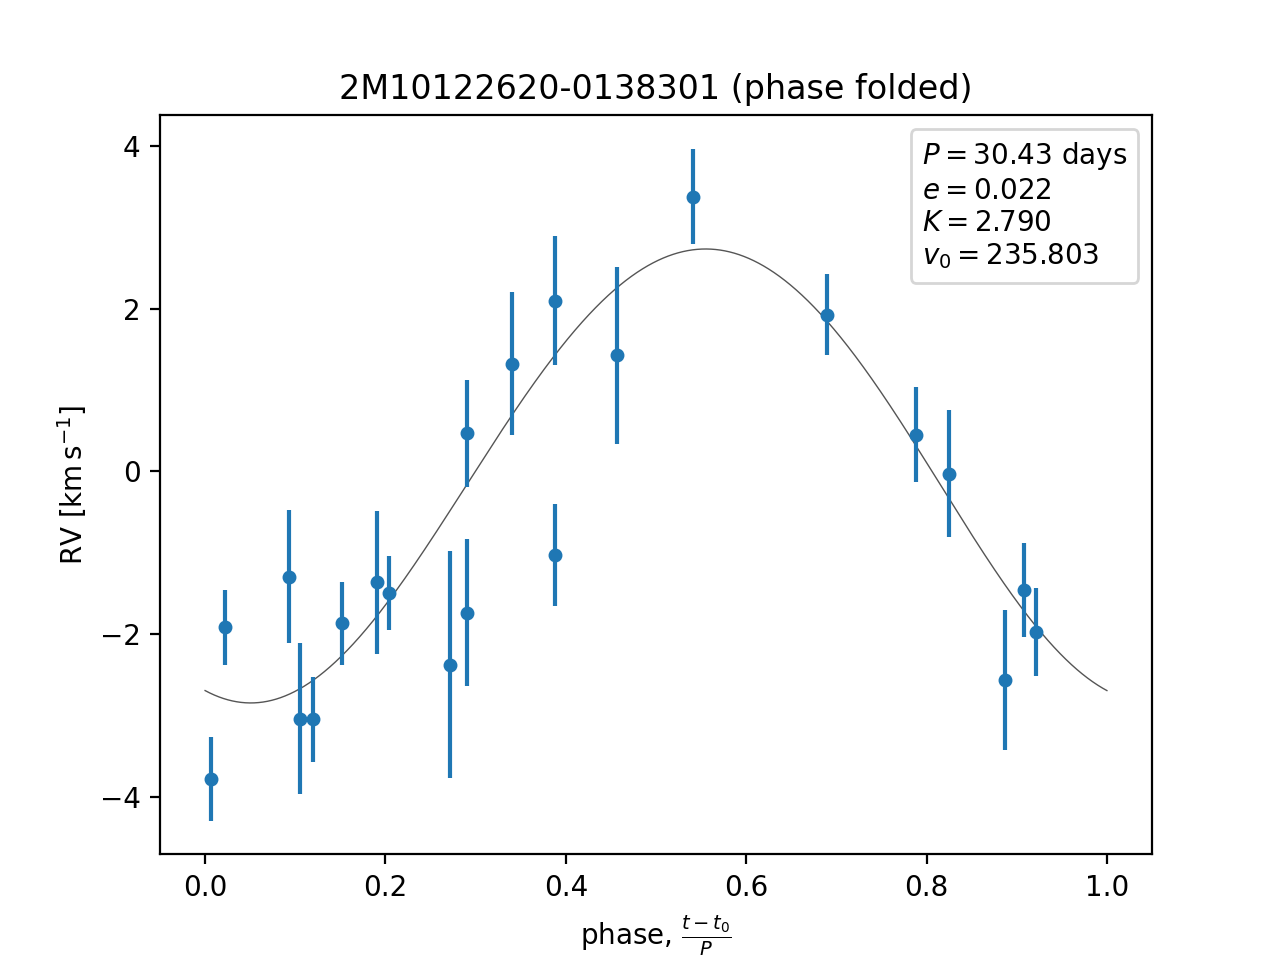 2M10122620-0138301 (phase folded)
P = 30.43 days
e = 0.022
K = 2.790
v₀ = 235.803
4
2
0
−2
−4
RV [km s⁻¹]
0.0 0.2 0.4 0.6 0.8 1.0
phase, (t − t₀)/P